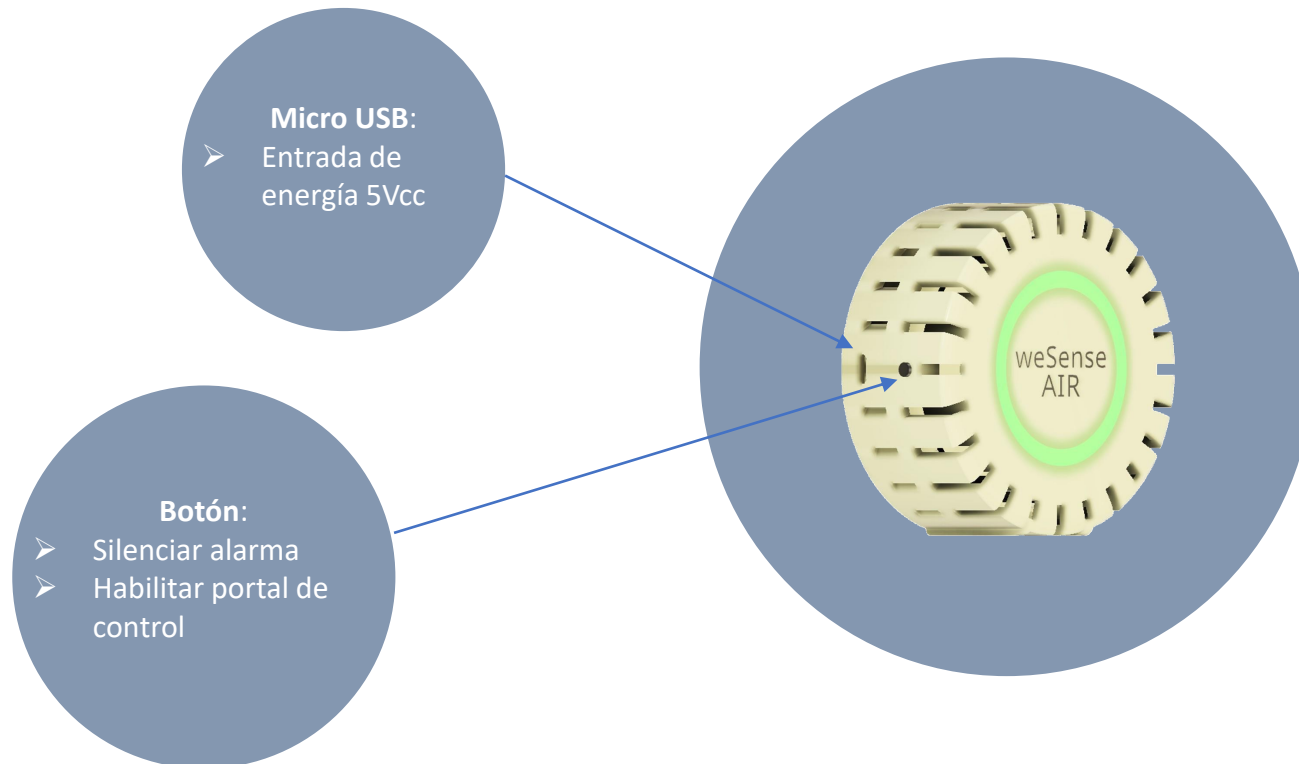 Micro USB:
➢ Entrada de
energía 5Vcc
weSense
AIR
Botón:
➢ Silenciar alarma
➢ Habilitar portal de
control